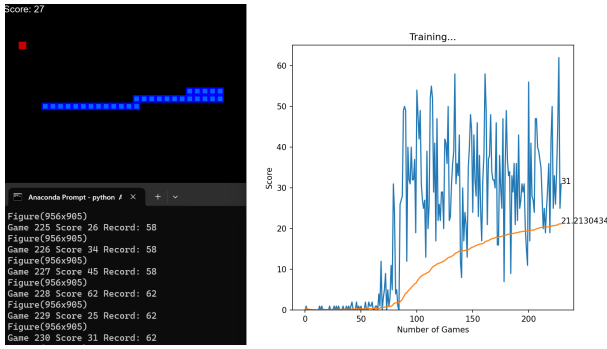 Score: 27
Anaconda Prompt - python A
Figure(956x905)
Game 225 Score 26 Record: 58
Figure(956x905)
Game 226 Score 34 Record: 58
Figure(956x905)
Game 227 Score 45 Record: 58
Figure(956x905)
Game 228 Score 62 Record: 62
Figure(956x905)
Game 229 Score 25 Record: 62
Figure(956x905)
Game 230 Score 31 Record: 62
Training...
Score
60
50
40
30
20
10
0
31
21.2130434
0
50
100
150
200
Number of Games